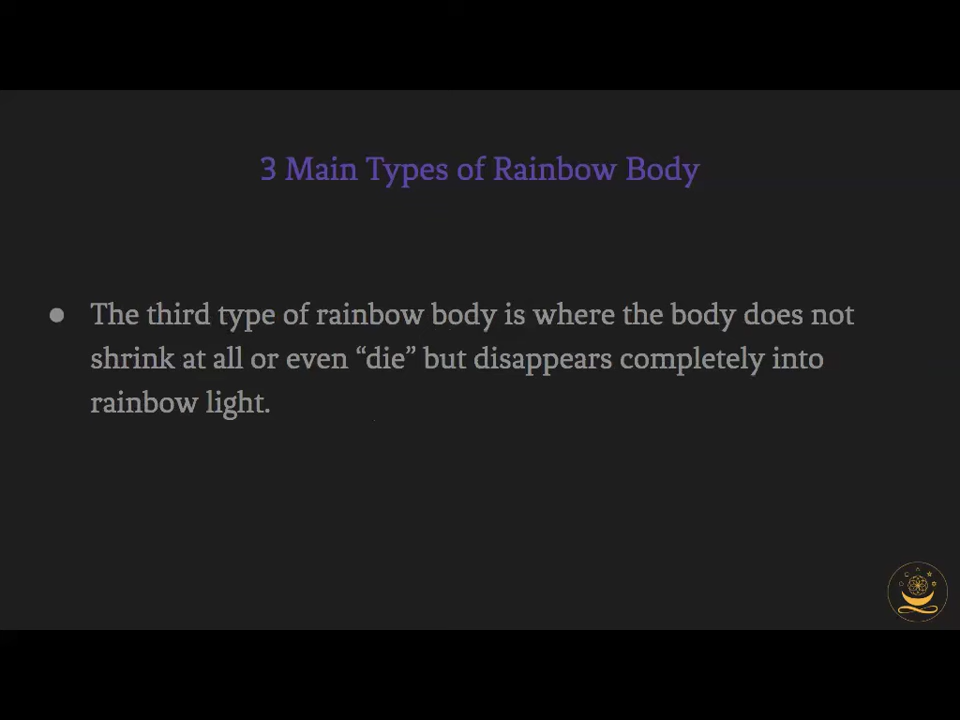 3 Main Types of Rainbow Body
● The third type of rainbow body is where the body does not
shrink at all or even “die” but disappears completely into
rainbow light.